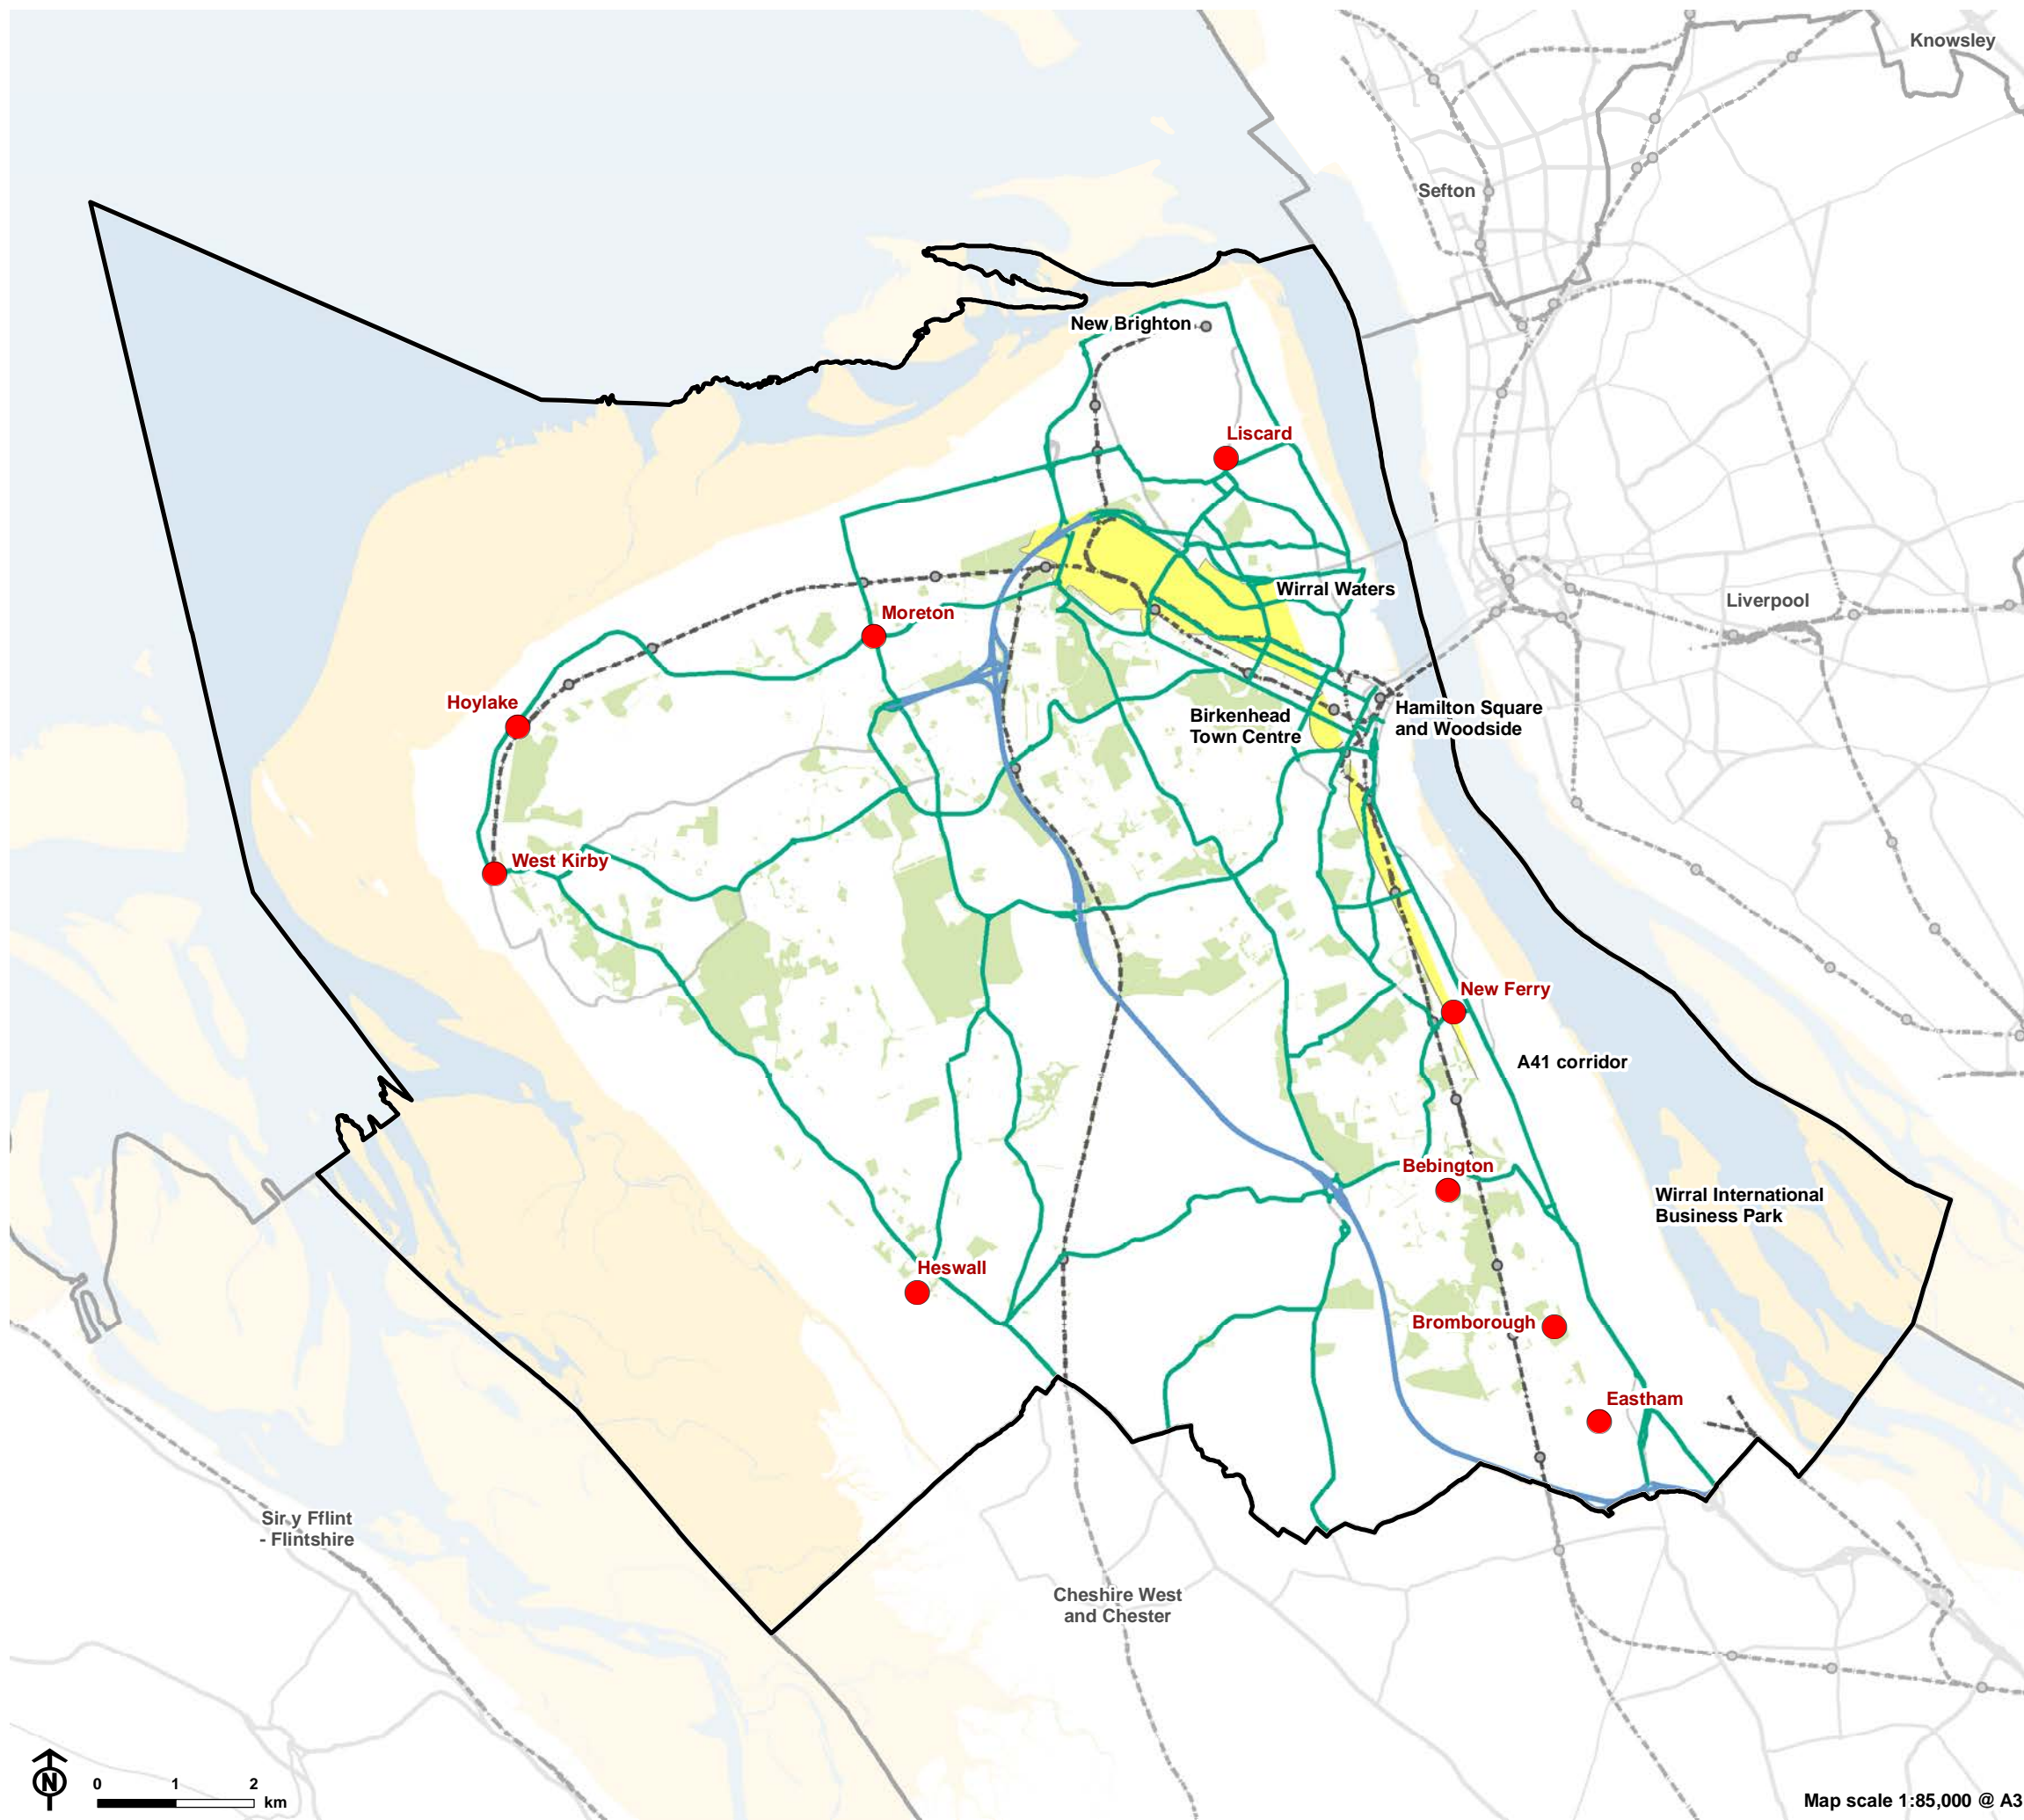 Knowsley
Sefton
New Brighton
Liscard
Wirral Waters
Liverpool
Moreton
Hoylake
Hamilton Square
and Woodside
Birkenhead
Town Centre
West Kirby
New Ferry
A41 corridor
Bebington
Wirral International
Business Park
Heswall
Bromborough
Eastham
Sir y Fflint
- Flintshire
Cheshire West
and Chester
N
0 1 2
km
Map scale 1:85,000 @ A3